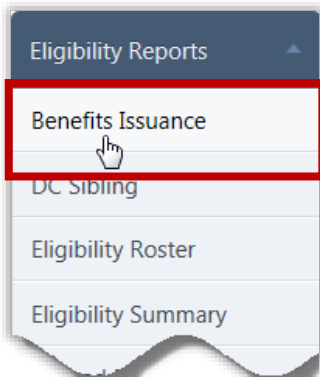 Eligibility Reports
Benefits Issuance
DC Sibling
Eligibility Roster
Eligibility Summary